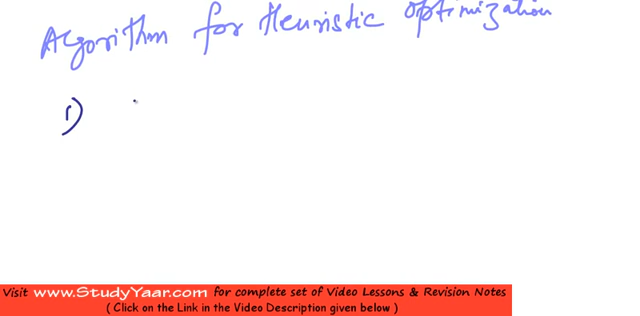 Algorithm for Heuristic Optimization
1)
Visit www.StudyYaar.com for complete set of Video Lessons & Revision Notes
( Click on the Link in the Video Description given below )